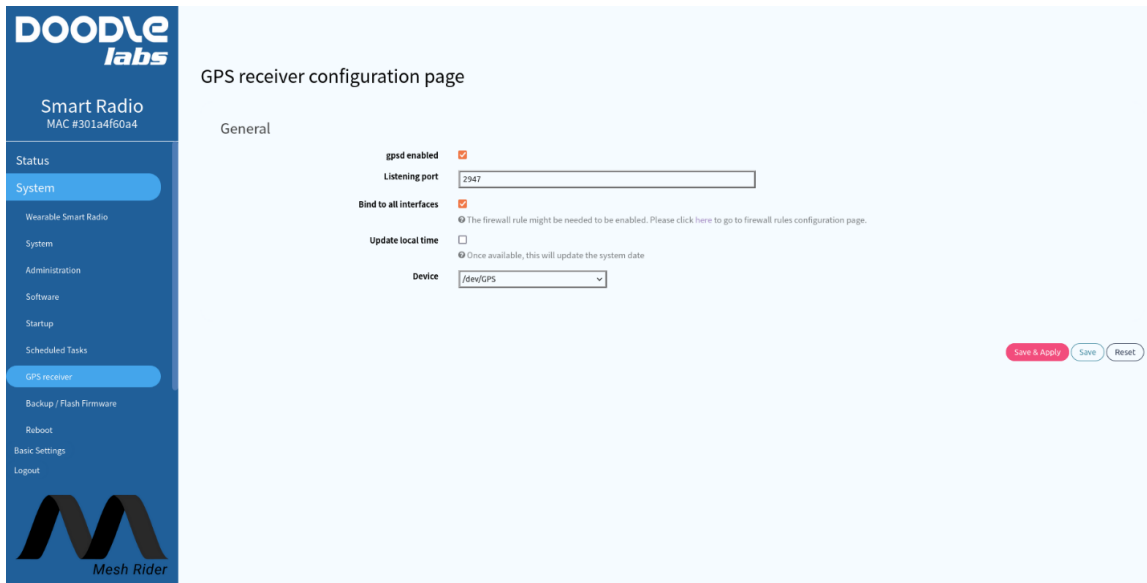 DOODLE
labs
Smart Radio
MAC #301a4f60a4
Status
System
Wearable Smart Radio
System
Administration
Software
Startup
Scheduled Tasks
GPS receiver
Backup / Flash Firmware
Reboot
Basic Settings
Logout
Mesh Rider
GPS receiver configuration page
General
gpsd enabled
Listening port 2947
Bind to all interfaces
The firewall rule might be needed to be enabled. Please click here to go to firewall rules configuration page.
Update local time
Once available, this will update the system date
Device /dev/GPS
Save & Apply Save Reset